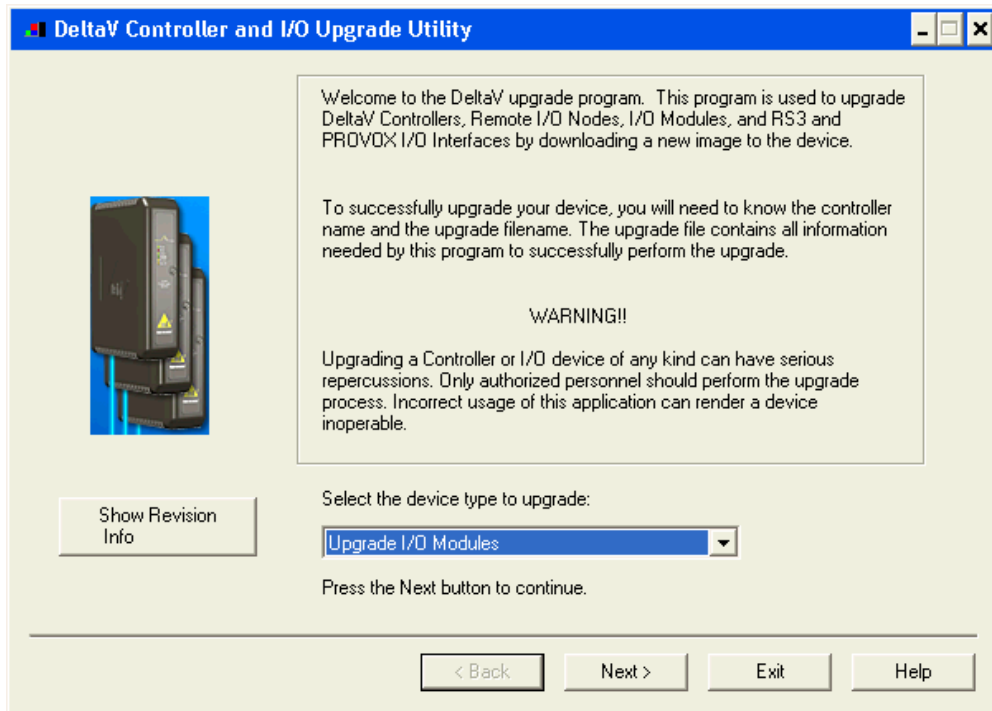 DeltaV Controller and I/O Upgrade Utility
Welcome to the DeltaV upgrade program. This program is used to upgrade
DeltaV Controllers, Remote I/O Nodes, I/O Modules, and RS3 and
PROVOX I/O Interfaces by downloading a new image to the device.
To successfully upgrade your device, you will need to know the controller
name and the upgrade filename. The upgrade file contains all information
needed by this program to successfully perform the upgrade.
WARNING!!
Upgrading a Controller or I/O device of any kind can have serious
repercussions. Only authorized personnel should perform the upgrade
process. Incorrect usage of this application can render a device
inoperable.
Show Revision
Info
Select the device type to upgrade:
Upgrade I/O Modules
Press the Next button to continue.
< Back
Next >
Exit
Help